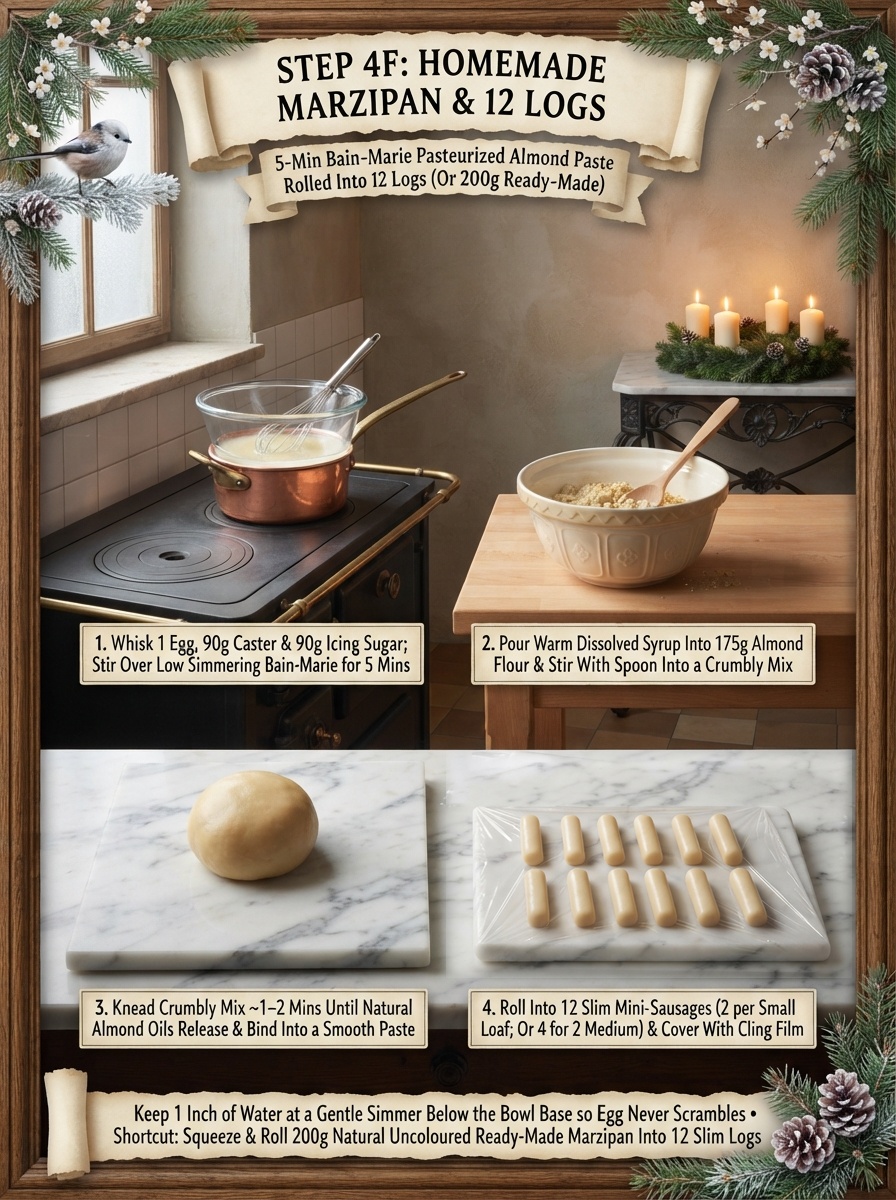 STEP 4F: HOMEMADE
MARZIPAN & 12 LOGS
5-Min Bain-Marie Pasteurized Almond Paste
Rolled Into 12 Logs (Or 200g Ready-Made)
1. Whisk 1 Egg, 90g Caster & 90g Icing Sugar;
Stir Over Low Simmering Bain-Marie for 5 Mins
2. Pour Warm Dissolved Syrup Into 175g Almond
Flour & Stir With Spoon Into a Crumbly Mix
3. Knead Crumbly Mix ~1–2 Mins Until Natural
Almond Oils Release & Bind Into a Smooth Paste
4. Roll Into 12 Slim Mini-Sausages (2 per Small
Loaf; Or 4 for 2 Medium) & Cover With Cling Film
Keep 1 Inch of Water at a Gentle Simmer Below the Bowl Base so Egg Never Scrambles •
Shortcut: Squeeze & Roll 200g Natural Uncoloured Ready-Made Marzipan Into 12 Slim Logs